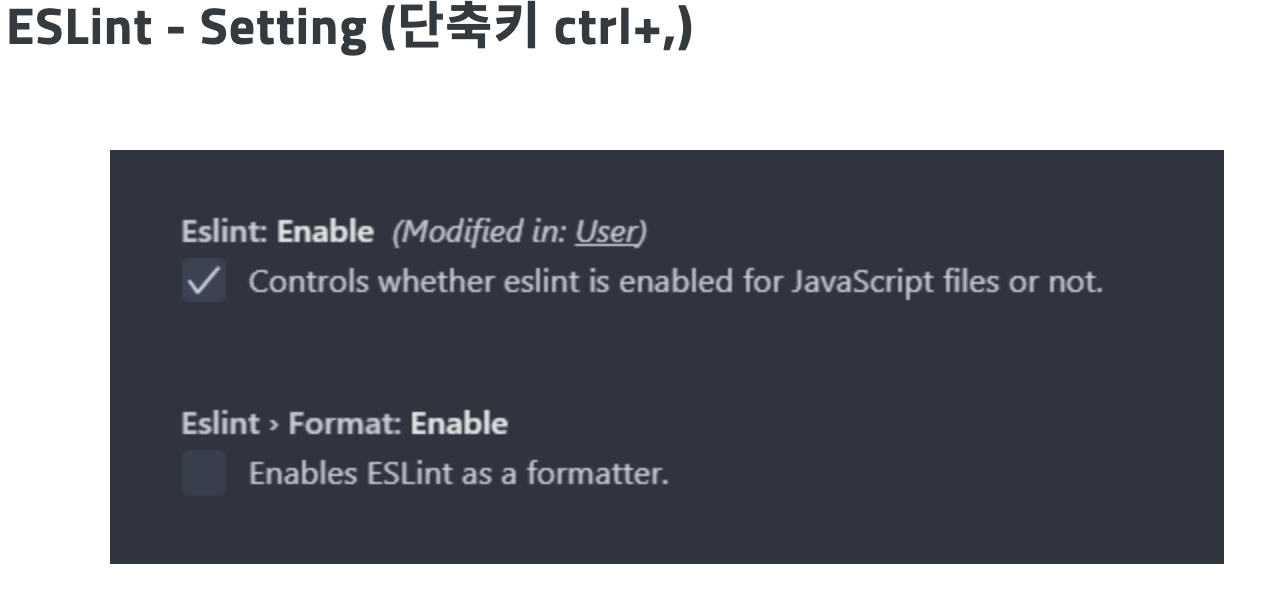 ESLint - Setting (단축키 ctrl+,)
Eslint: Enable (Modified in: User)
Controls whether eslint is enabled for JavaScript files or not.
Eslint › Format: Enable
Enables ESLint as a formatter.